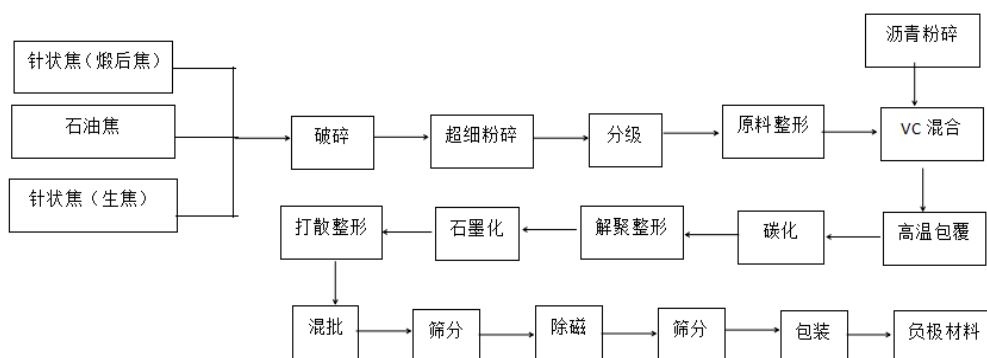 沥青粉碎
针状焦（煅后焦）
石油焦
针状焦（生焦）
破碎
超细粉碎
分级
原料整形
VC 混合
打散整形
石墨化
解聚整形
碳化
高温包覆
混批
筛分
除磁
筛分
包装
负极材料